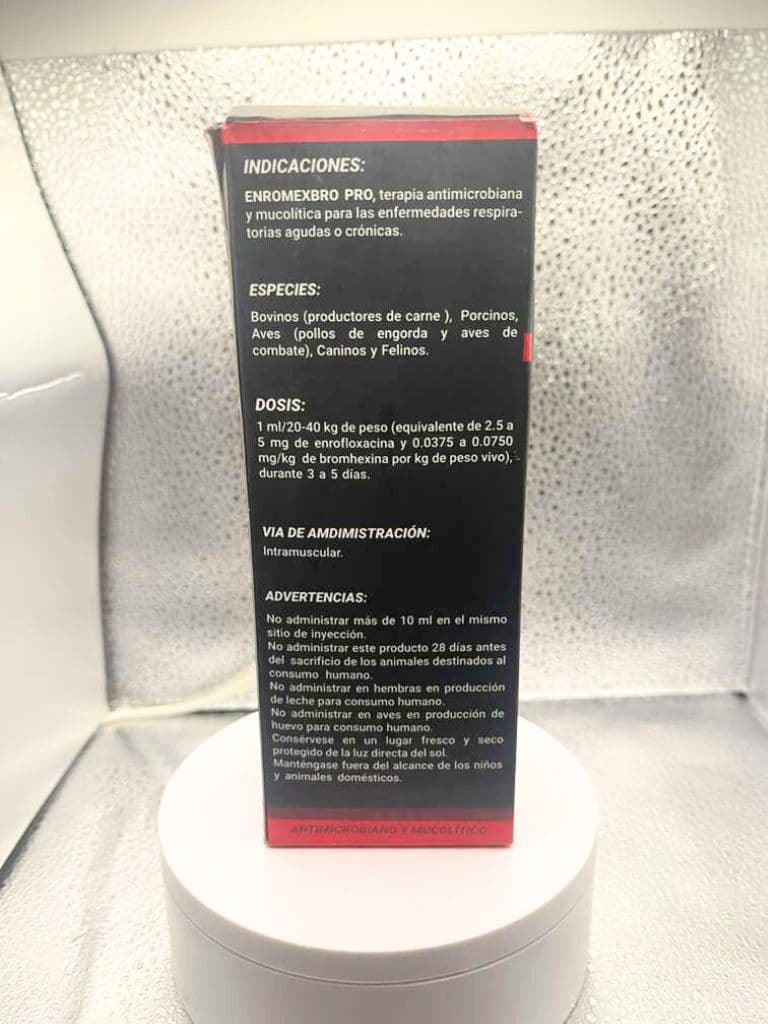 INDICACIONES:
ENROMEXBRO PRO, terapia antimicrobiana
y mucolítica para las enfermedades respira-
torias agudas o crónicas.
ESPECIES:
Bovinos (productores de carne ), Porcinos,
Aves (pollos de engorda y aves de
combate), Caninos y Felinos.
DOSIS:
1 ml/20-40 kg de peso (equivalente de 2.5 a
5 mg de enrofloxacina y 0.0375 a 0.0750
mg/kg de bromhexina por kg de peso vivo),
durante 3 a 5 días.
VIA DE AMDIMISTRACIÓN:
Intramuscular.
ADVERTENCIAS:
No administrar más de 10 ml en el mismo
sitio de inyección.
No administrar este producto 28 días antes
del sacrificio de los animales destinados al
consumo humano.
No administrar en hembras en producción
de leche para consumo humano.
No administrar en aves en producción de
huevo para consumo humano.
Consérvese en un lugar fresco y seco
protegido de la luz directa del sol.
Manténgase fuera del alcance de los niños
y animales domésticos.
ANTIMICROBIANO Y MUCOLÍTICO